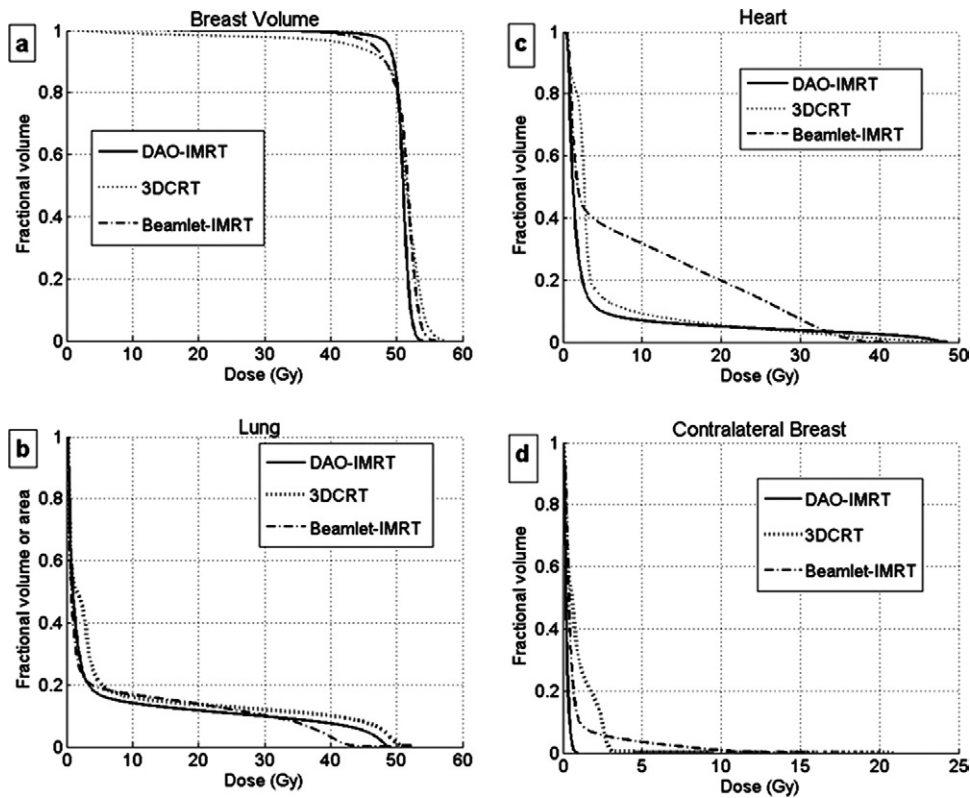 a
Breast Volume
1
0.8
0.6
0.4
0.2
0
Fractional volume
DAO-IMRT
3DCRT
Beamlet-IMRT
0 10 20 30 40 50 60
Dose (Gy)
c
Heart
1
0.8
0.6
0.4
0.2
0
Fractional volume
DAO-IMRT
3DCRT
Beamlet-IMRT
0 10 20 30 40 50
Dose (Gy)
b
Lung
1
0.8
0.6
0.4
0.2
0
Fractional volume or area
DAO-IMRT
3DCRT
Beamlet-IMRT
0 10 20 30 40 50 60
Dose (Gy)
d
Contralateral Breast
1
0.8
0.6
0.4
0.2
0
Fractional volume
DAO-IMRT
3DCRT
Beamlet-IMRT
0 5 10 15 20 25
Dose (Gy)